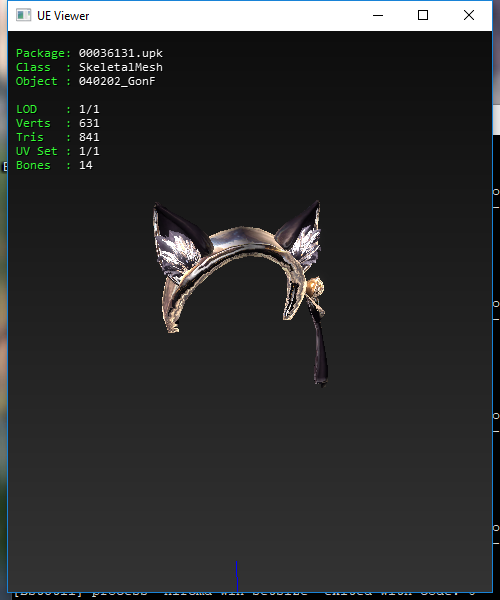 UE Viewer
Package: 00036131.upk
Class : SkeletalMesh
Object : 040202_GonF
LOD : 1/1
Verts : 631
Tris : 841
UV Set : 1/1
Bones : 14